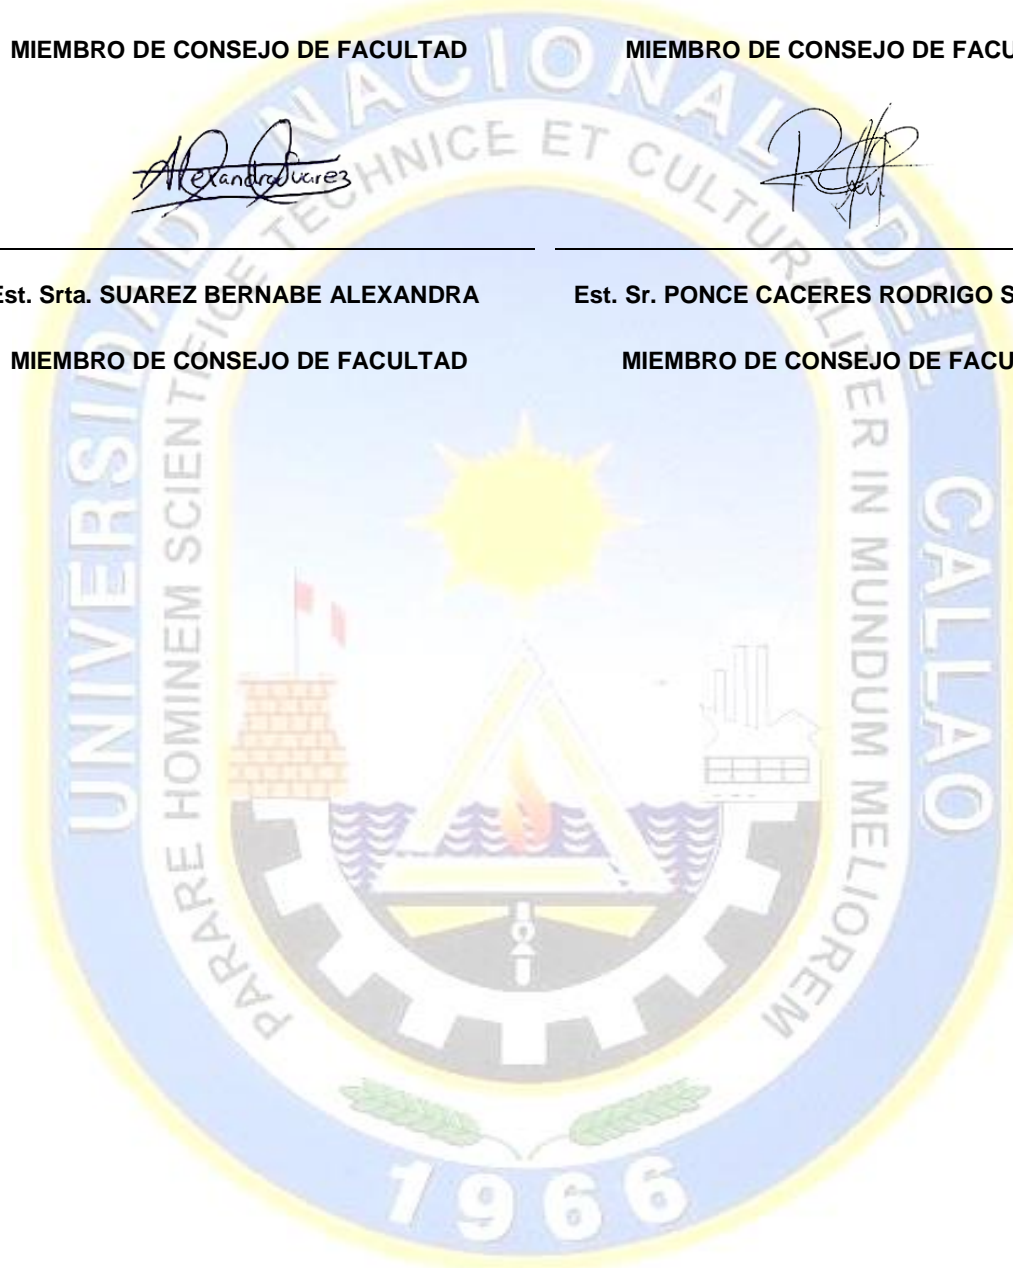 MIEMBRO DE CONSEJO DE FACULTAD
MIEMBRO DE CONSEJO DE FACU
Alexandra Suarez
Est. Srta. SUAREZ BERNABE ALEXANDRA
Est. Sr. PONCE CACERES RODRIGO S
MIEMBRO DE CONSEJO DE FACULTAD
MIEMBRO DE CONSEJO DE FACU
UNIVERSIDAD NACIONAL DEL CALLAO
PARARE HOMINEM SCIENTIFICE TECHNICE ET CULTURALITER IN MUNDUM MELIOREM
1966